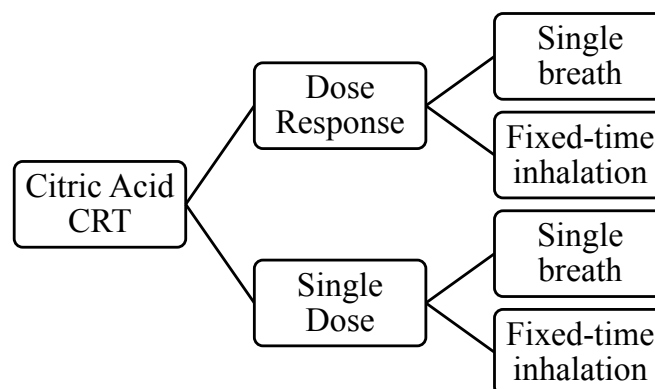 Citric Acid
CRT
Dose
Response
Single
breath
Fixed-time
inhalation
Single
Dose
Single
breath
Fixed-time
inhalation